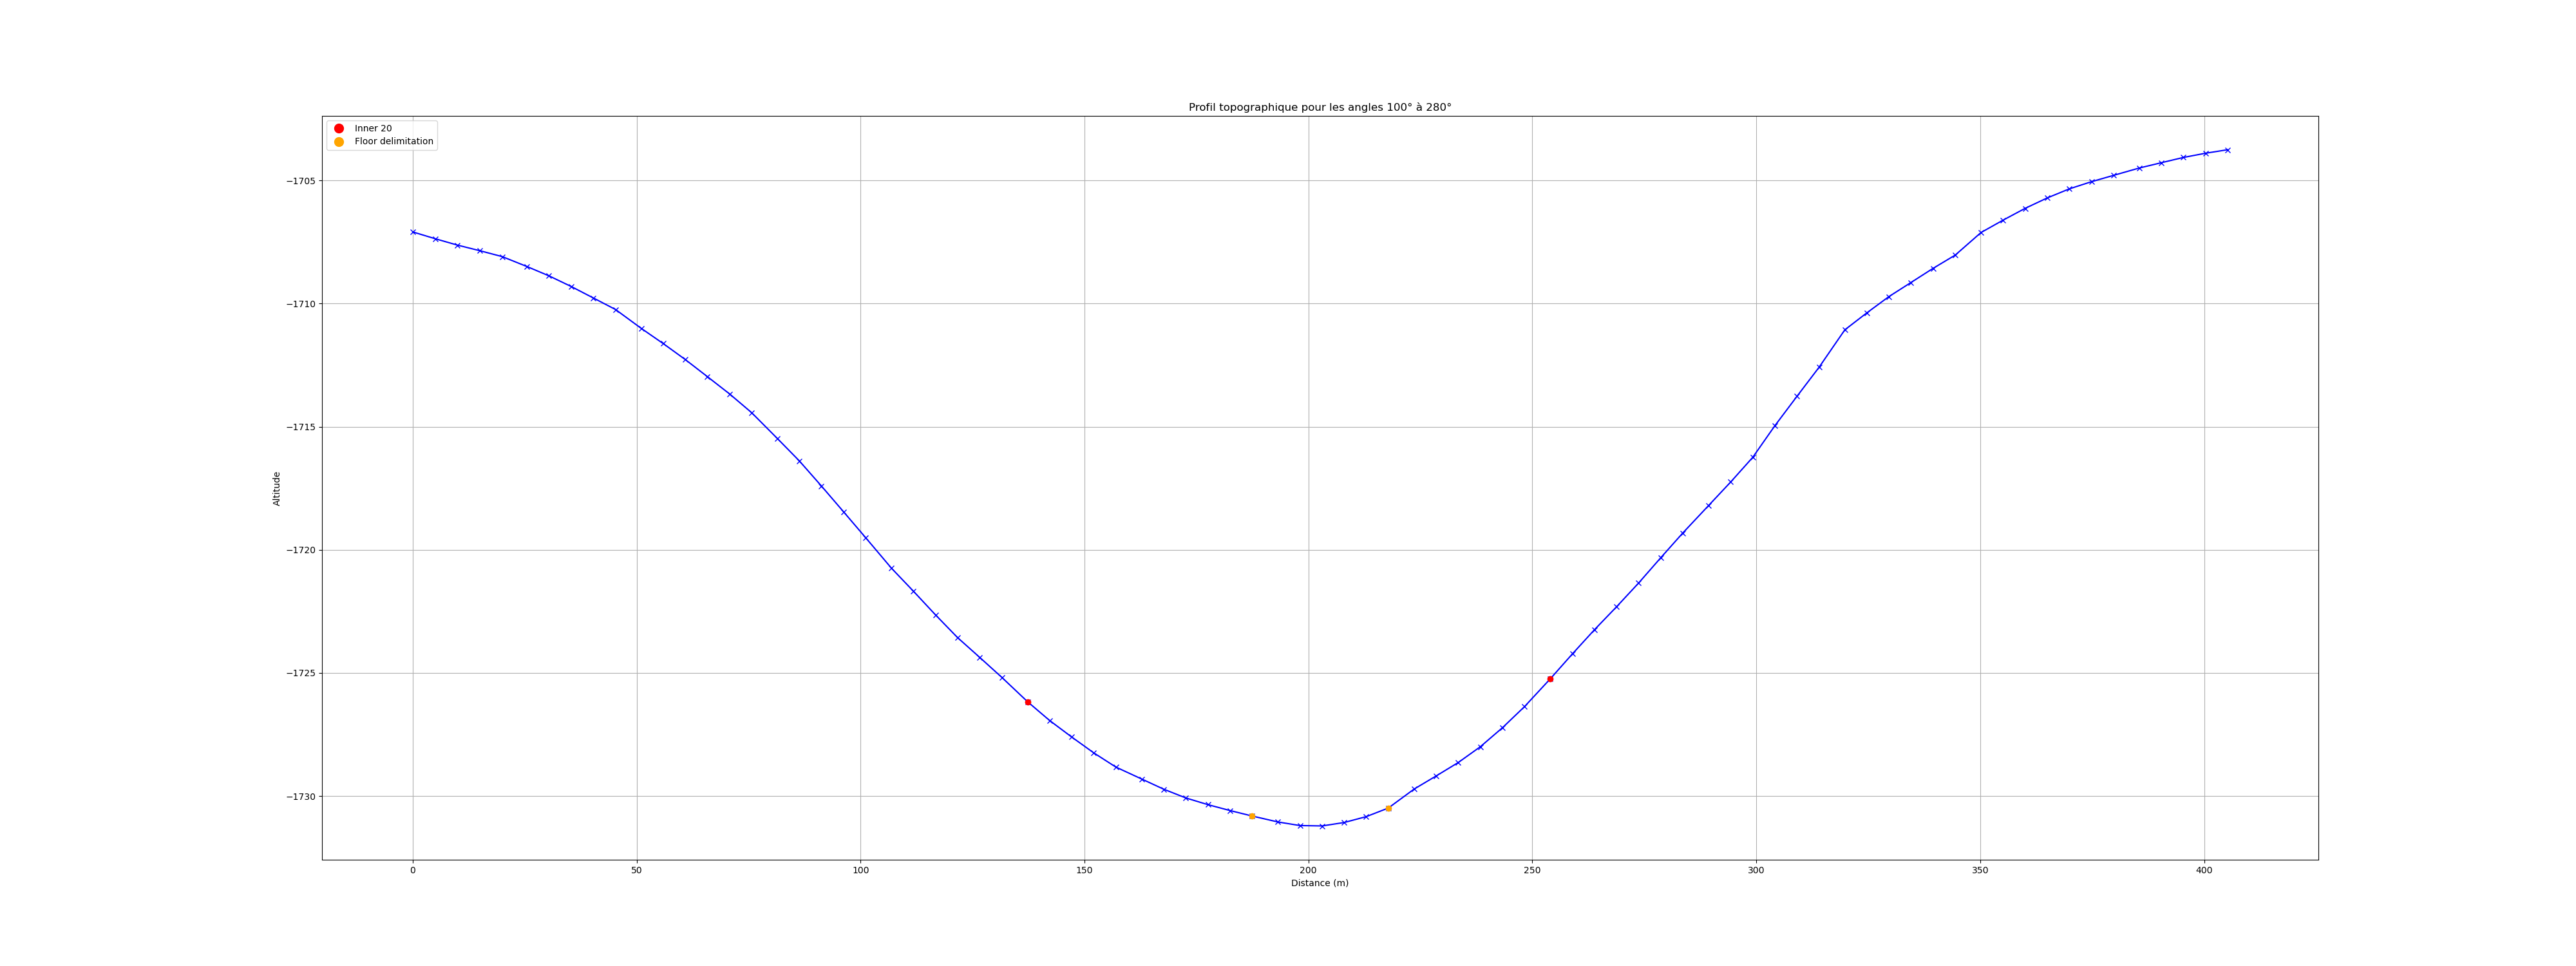 Profil topographique pour les angles 100° à 280°
Inner 20
Floor delimitation
−1705
−1710
−1715
−1720
−1725
−1730
Altitude
0 50 100 150 200 250 300 350 400
Distance (m)